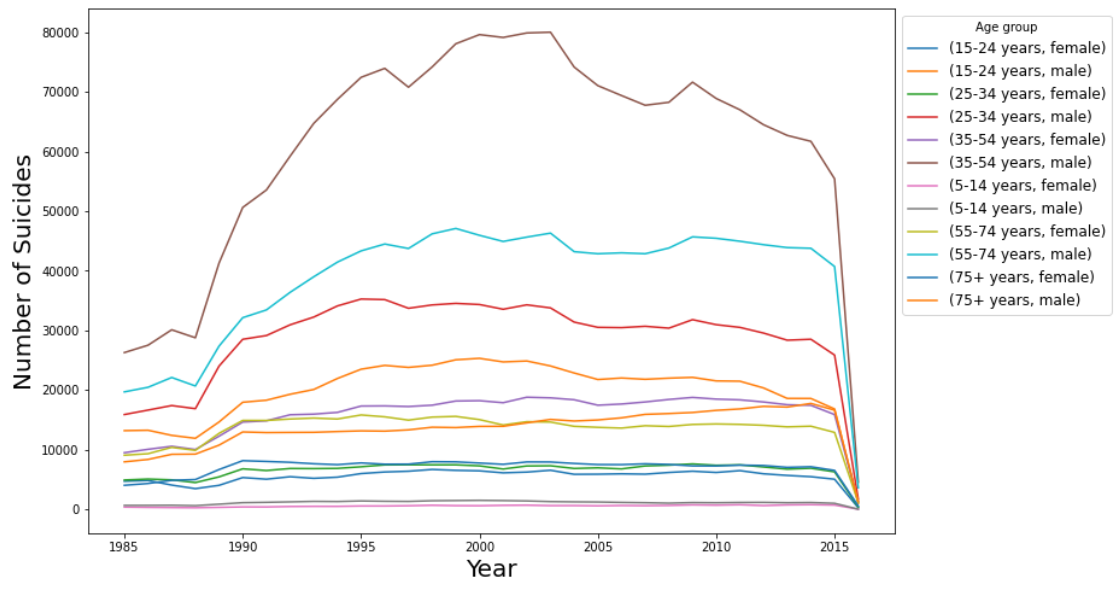 80000
70000
60000
50000
40000
30000
20000
10000
0
Number of Suicides
1985
1990
1995
2000
2005
2010
2015
Year
Age group
(15-24 years, female)
(15-24 years, male)
(25-34 years, female)
(25-34 years, male)
(35-54 years, female)
(35-54 years, male)
(5-14 years, female)
(5-14 years, male)
(55-74 years, female)
(55-74 years, male)
(75+ years, female)
(75+ years, male)